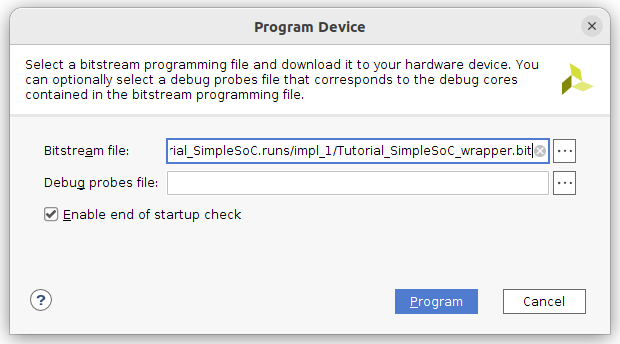 Program Device
Select a bitstream programming file and download it to your hardware device. You
can optionally select a debug probes file that corresponds to the debug cores
contained in the bitstream programming file.
Bitstream file: rial_SimpleSoC.runs/impl_1/Tutorial_SimpleSoC_wrapper.bit ...
Debug probes file: ...
Enable end of startup check
? Program Cancel